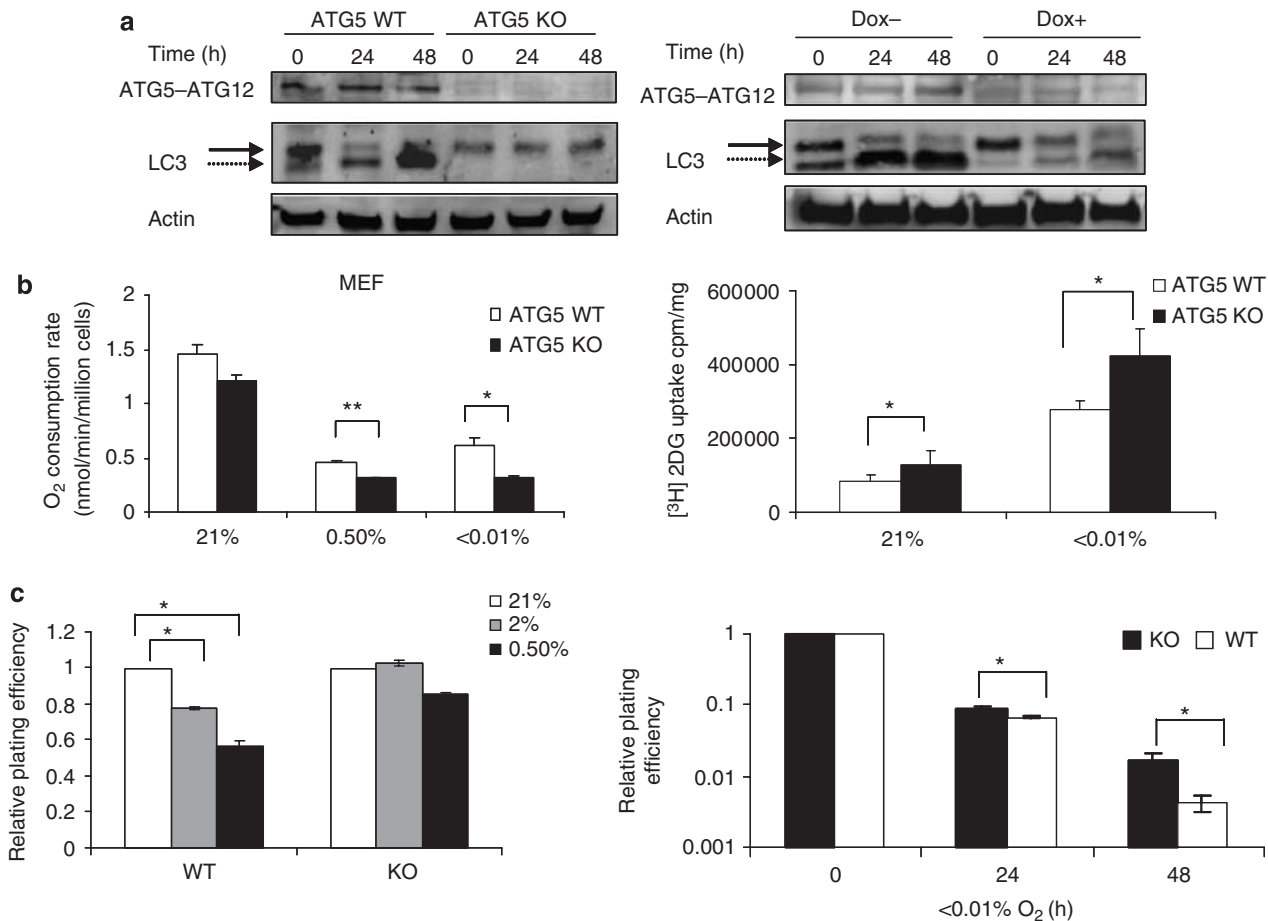 a
ATG5 WT ATG5 KO
Time (h) 0 24 48 0 24 48
ATG5–ATG12
LC3
Actin
Dox– Dox+
Time (h) 0 24 48 0 24 48
ATG5–ATG12
LC3
Actin
b
MEF
O2 consumption rate
(nmol/min/million cells)
2
1.5
1
0.5
0
ATG5 WT
ATG5 KO
** *
21% 0.50% <0.01%
[3H] 2DG uptake cpm/mg
600000
400000
200000
0
ATG5 WT
ATG5 KO
*
*
21% <0.01%
c
Relative plating efficiency
1.2
1
0.8
0.6
0.4
0.2
0
21%
2%
0.50%
*
*
WT KO
Relative plating
efficiency
1
0.1
0.01
0.001
KO WT
*
*
0 24 48
<0.01% O2 (h)